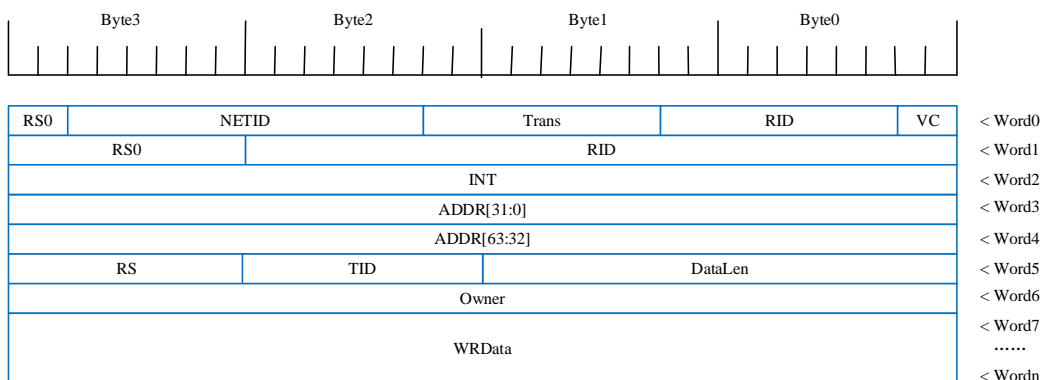 Byte3 Byte2 Byte1 Byte0
RS0 NETID Trans RID VC < Word0
RS0 RID < Word1
INT < Word2
ADDR[31:0] < Word3
ADDR[63:32] < Word4
RS TID DataLen < Word5
Owner < Word6
< Word7
WRData ……
< Wordn